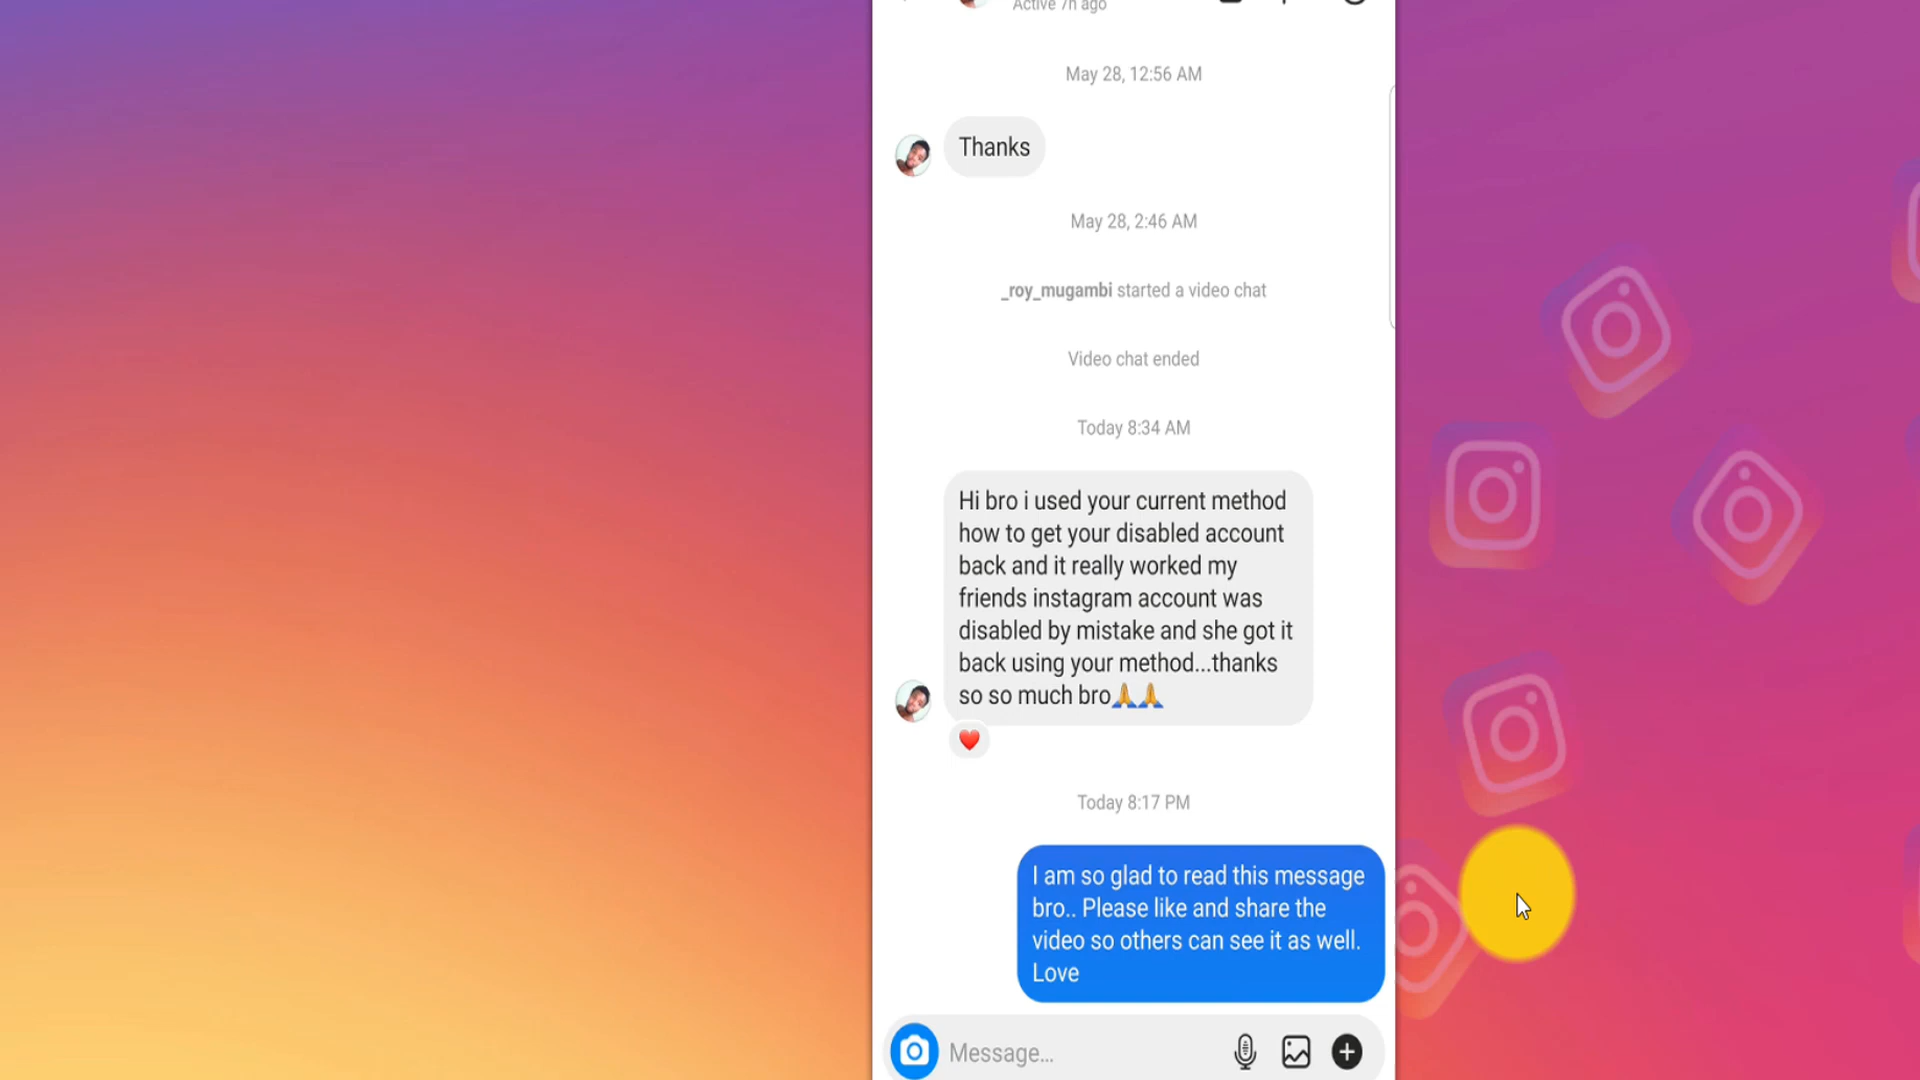 Active 7h ago
May 28, 12:56 AM
Thanks
May 28, 2:46 AM
_roy_mugambi started a video chat
Video chat ended
Today 8:34 AM
Hi bro i used your current method
how to get your disabled account
back and it really worked my
friends instagram account was
disabled by mistake and she got it
back using your method...thanks
so so much bro🙏🙏
Today 8:17 PM
I am so glad to read this message
bro.. Please like and share the
video so others can see it as well.
Love
Message...